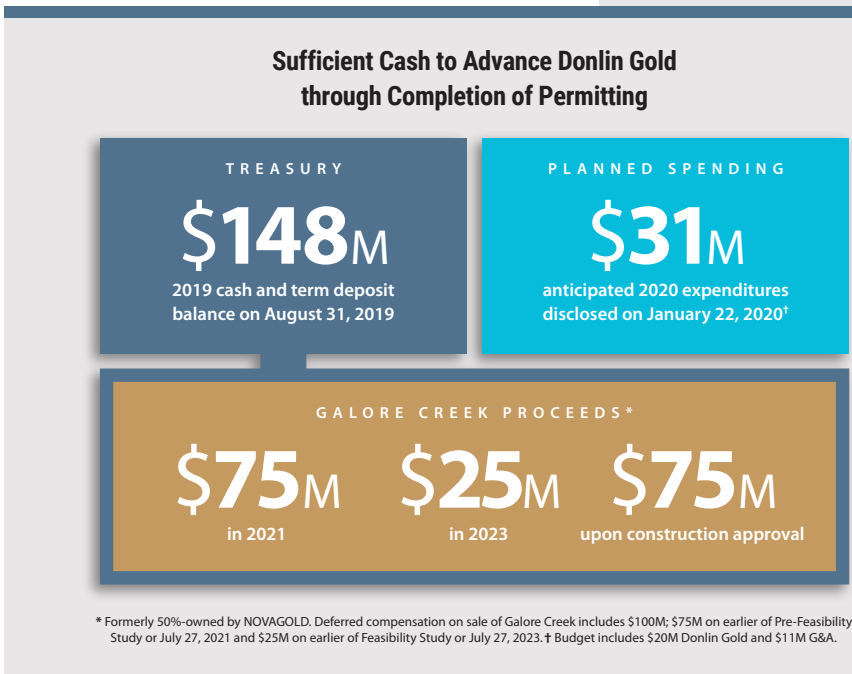 Sufficient Cash to Advance Donlin Gold
through Completion of Permitting
TREASURY
$148M
2019 cash and term deposit
balance on August 31, 2019
PLANNED SPENDING
$31M
anticipated 2020 expenditures
disclosed on January 22, 2020†
GALORE CREEK PROCEEDS*
$75M
in 2021
$25M
in 2023
$75M
upon construction approval
* Formerly 50%-owned by NOVAGOLD. Deferred compensation on sale of Galore Creek includes $100M; $75M on earlier of Pre-Feasibility
Study or July 27, 2021 and $25M on earlier of Feasibility Study or July 27, 2023. † Budget includes $20M Donlin Gold and $11M G&A.